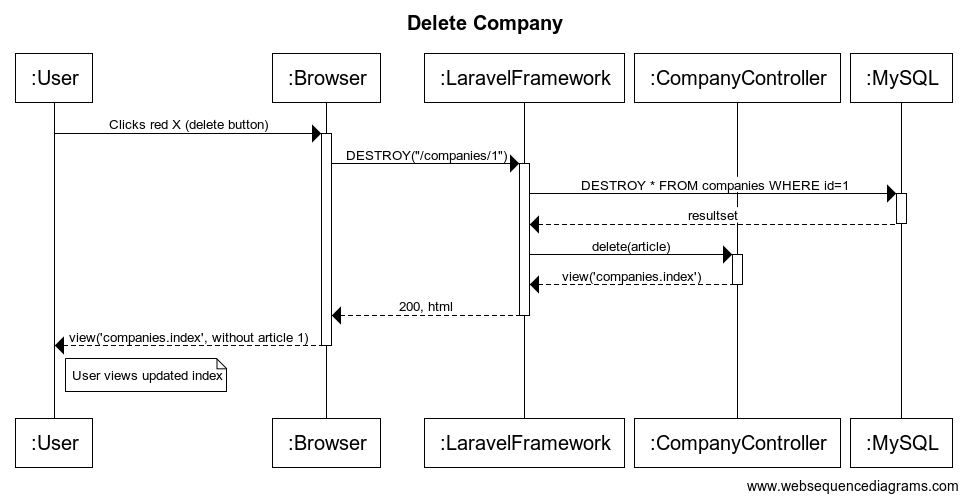 Delete Company
:User
:Browser
:LaravelFramework
:CompanyController
:MySQL
Clicks red X (delete button)
DESTROY("/companies/1")
DESTROY * FROM companies WHERE id=1
resultset
delete(article)
view('companies.index')
200, html
view('companies.index', without article 1)
User views updated index
:User
:Browser
:LaravelFramework
:CompanyController
:MySQL
www.websequencediagrams.com